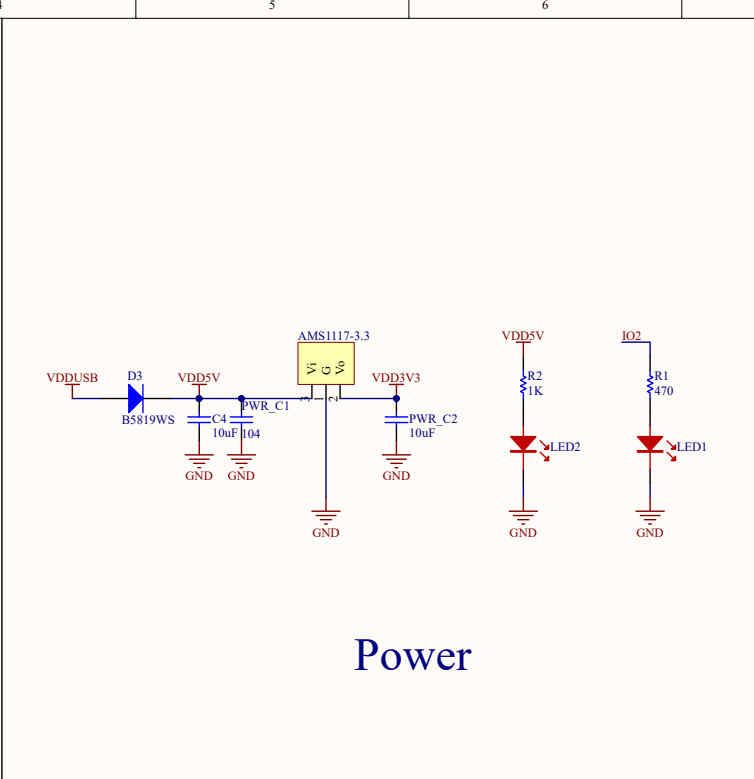 4
5
6
AMS1117-3.3
Vi
G
Vo
3
1
2
VDDUSB
D3
B5819WS
VDD5V
C4
10uF
PWR_C1
104
VDD3V3
PWR_C2
10uF
GND
GND
GND
GND
VDD5V
R2
1K
LED2
GND
IO2
R1
470
LED1
GND
Power